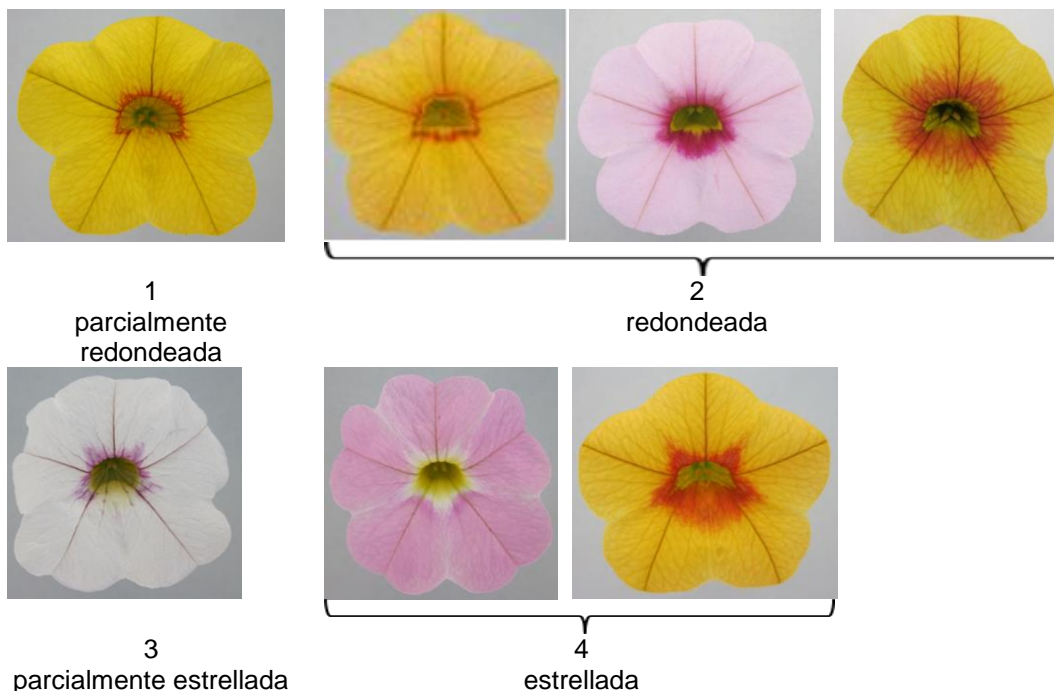 1
parcialmente
redondeada
2
redondeada
3
parcialmente estrellada
4
estrellada